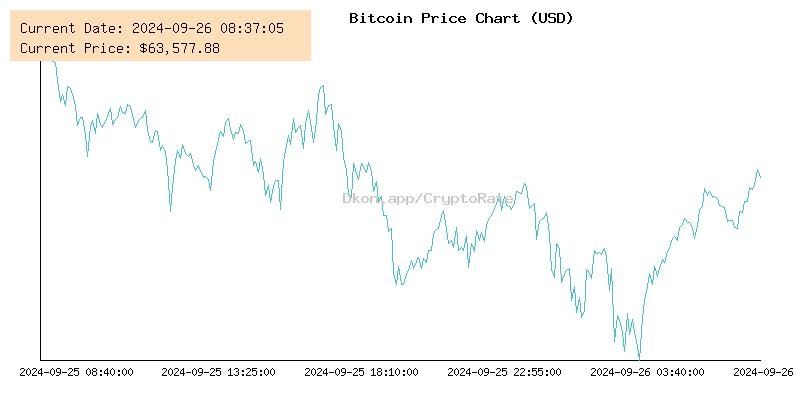 Bitcoin Price Chart (USD)
Current Date: 2024-09-26 08:37:05
Current Price: $63,577.88
Dkon.app/CryptoRate
2024-09-25 08:40:00 2024-09-25 13:25:00 2024-09-25 18:10:00 2024-09-25 22:55:00 2024-09-26 03:40:00 2024-09-26